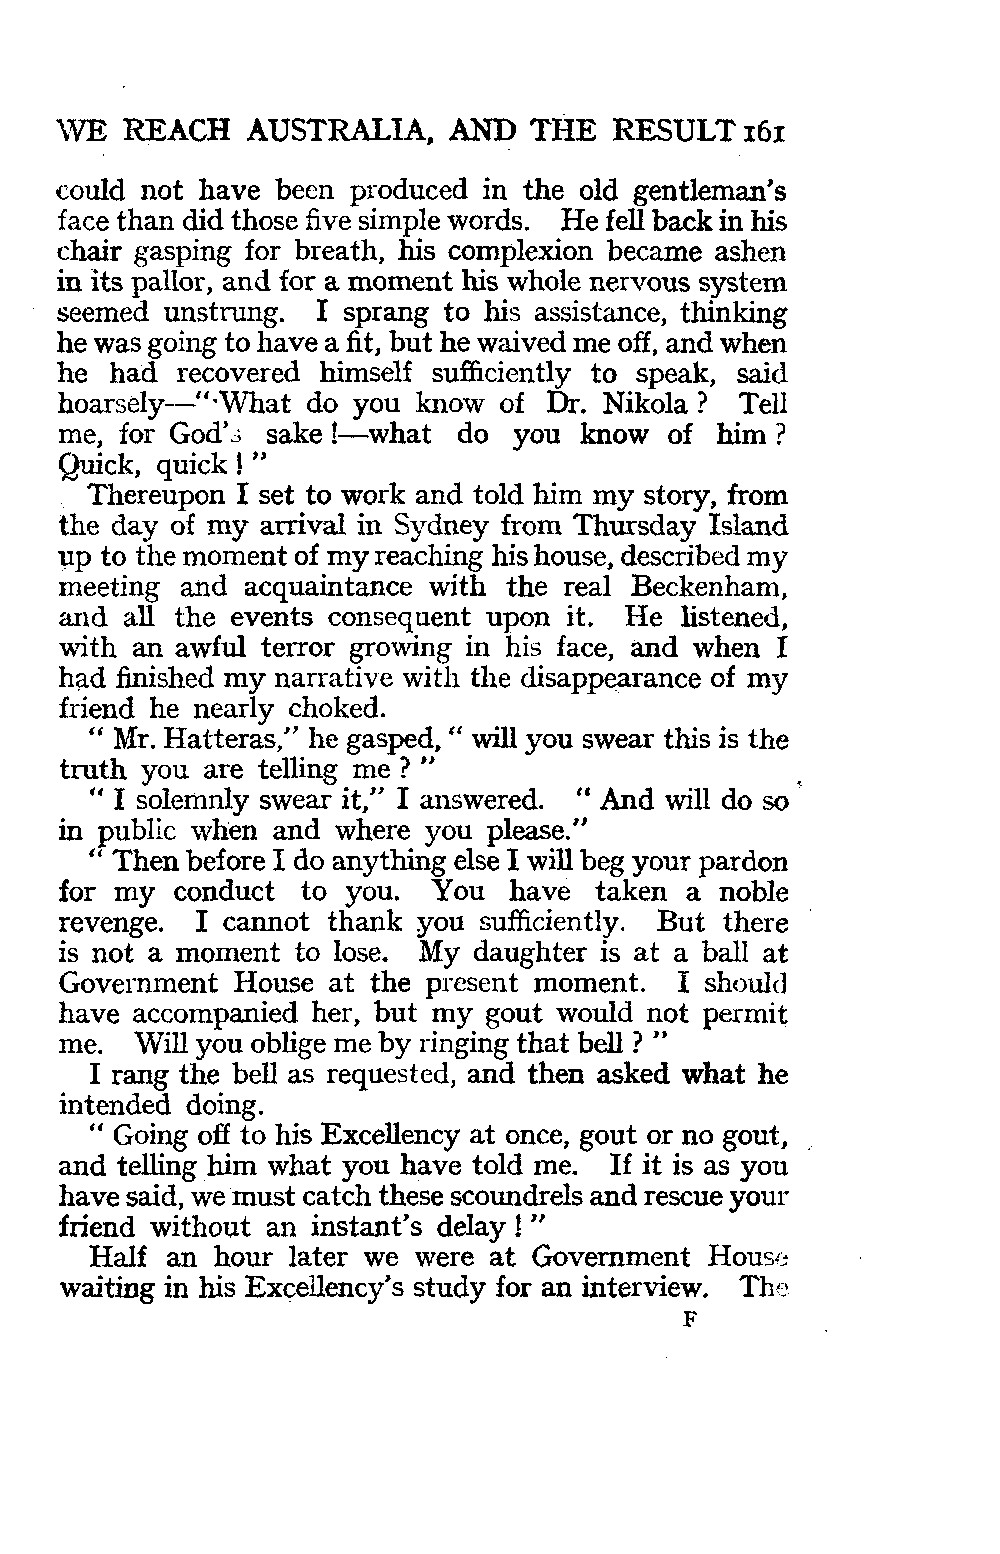 WE REACH AUSTRALIA, AND THE RESULT 161
could not have been produced in the old gentleman's
face than did those five simple words. He fell back in his
chair gasping for breath, his complexion became ashen
in its pallor, and for a moment his whole nervous system
seemed unstrung. I sprang to his assistance, thinking
he was going to have a fit, but he waived me off, and when
he had recovered himself sufficiently to speak, said
hoarsely—"What do you know of Dr. Nikola? Tell
me, for God's sake!—what do you know of him?
Quick, quick!"
Thereupon I set to work and told him my story, from
the day of my arrival in Sydney from Thursday Island
up to the moment of my reaching his house, described my
meeting and acquaintance with the real Beckenham,
and all the events consequent upon it. He listened,
with an awful terror growing in his face, and when I
had finished my narrative with the disappearance of my
friend he nearly choked.
"Mr. Hatteras," he gasped, "will you swear this is the
truth you are telling me?"
"I solemnly swear it," I answered. "And will do so
in public when and where you please."
"Then before I do anything else I will beg your pardon
for my conduct to you. You have taken a noble
revenge. I cannot thank you sufficiently. But there
is not a moment to lose. My daughter is at a ball at
Government House at the present moment. I should
have accompanied her, but my gout would not permit
me. Will you oblige me by ringing that bell?"
I rang the bell as requested, and then asked what he
intended doing.
"Going off to his Excellency at once, gout or no gout,
and telling him what you have told me. If it is as you
have said, we must catch these scoundrels and rescue your
friend without an instant's delay!"
Half an hour later we were at Government House
waiting in his Excellency's study for an interview. The
F